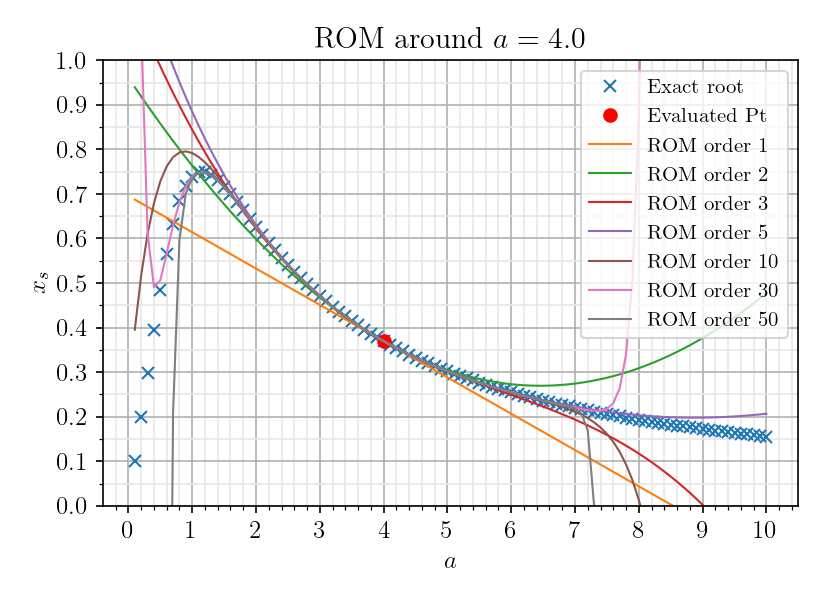 ROM around a = 4.0
1.0
0.9
0.8
0.7
0.6
0.5
0.4
0.3
0.2
0.1
0.0
x_s
Exact root
Evaluated Pt
ROM order 1
ROM order 2
ROM order 3
ROM order 5
ROM order 10
ROM order 30
ROM order 50
0 1 2 3 4 5 6 7 8 9 10
a